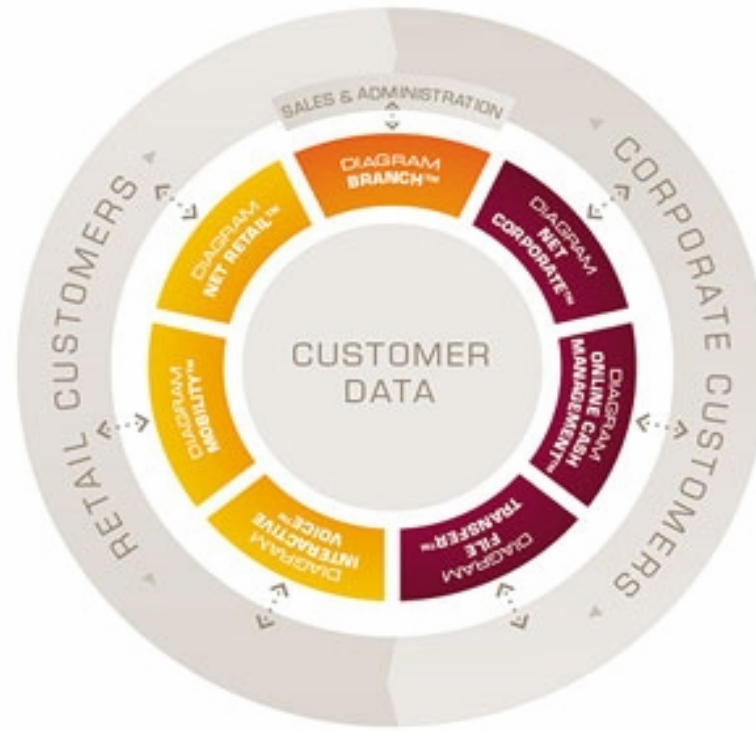 SALES & ADMINISTRATION
DIAGRAM
BRANCH™
DIAGRAM
NET
CORPORATE™
DIAGRAM
ONLINE CASH
MANAGEMENT™
DIAGRAM
FILE
TRANSFER™
DIAGRAM
INTERACTIVE
VOICE™
DIAGRAM
MOBILITY™
DIAGRAM
NET RETAIL™
CUSTOMER
DATA
RETAIL CUSTOMERS
CORPORATE CUSTOMERS